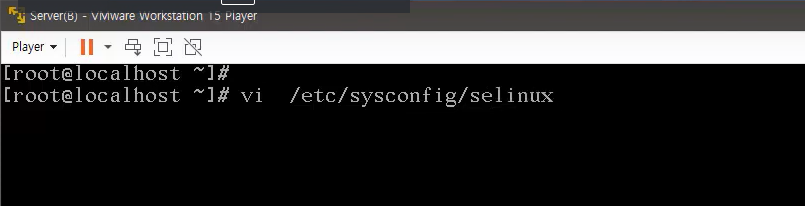 Server(B) - VMware Workstation 15 Player
Player
[root@localhost ~]#
[root@localhost ~]# vi  /etc/sysconfig/selinux